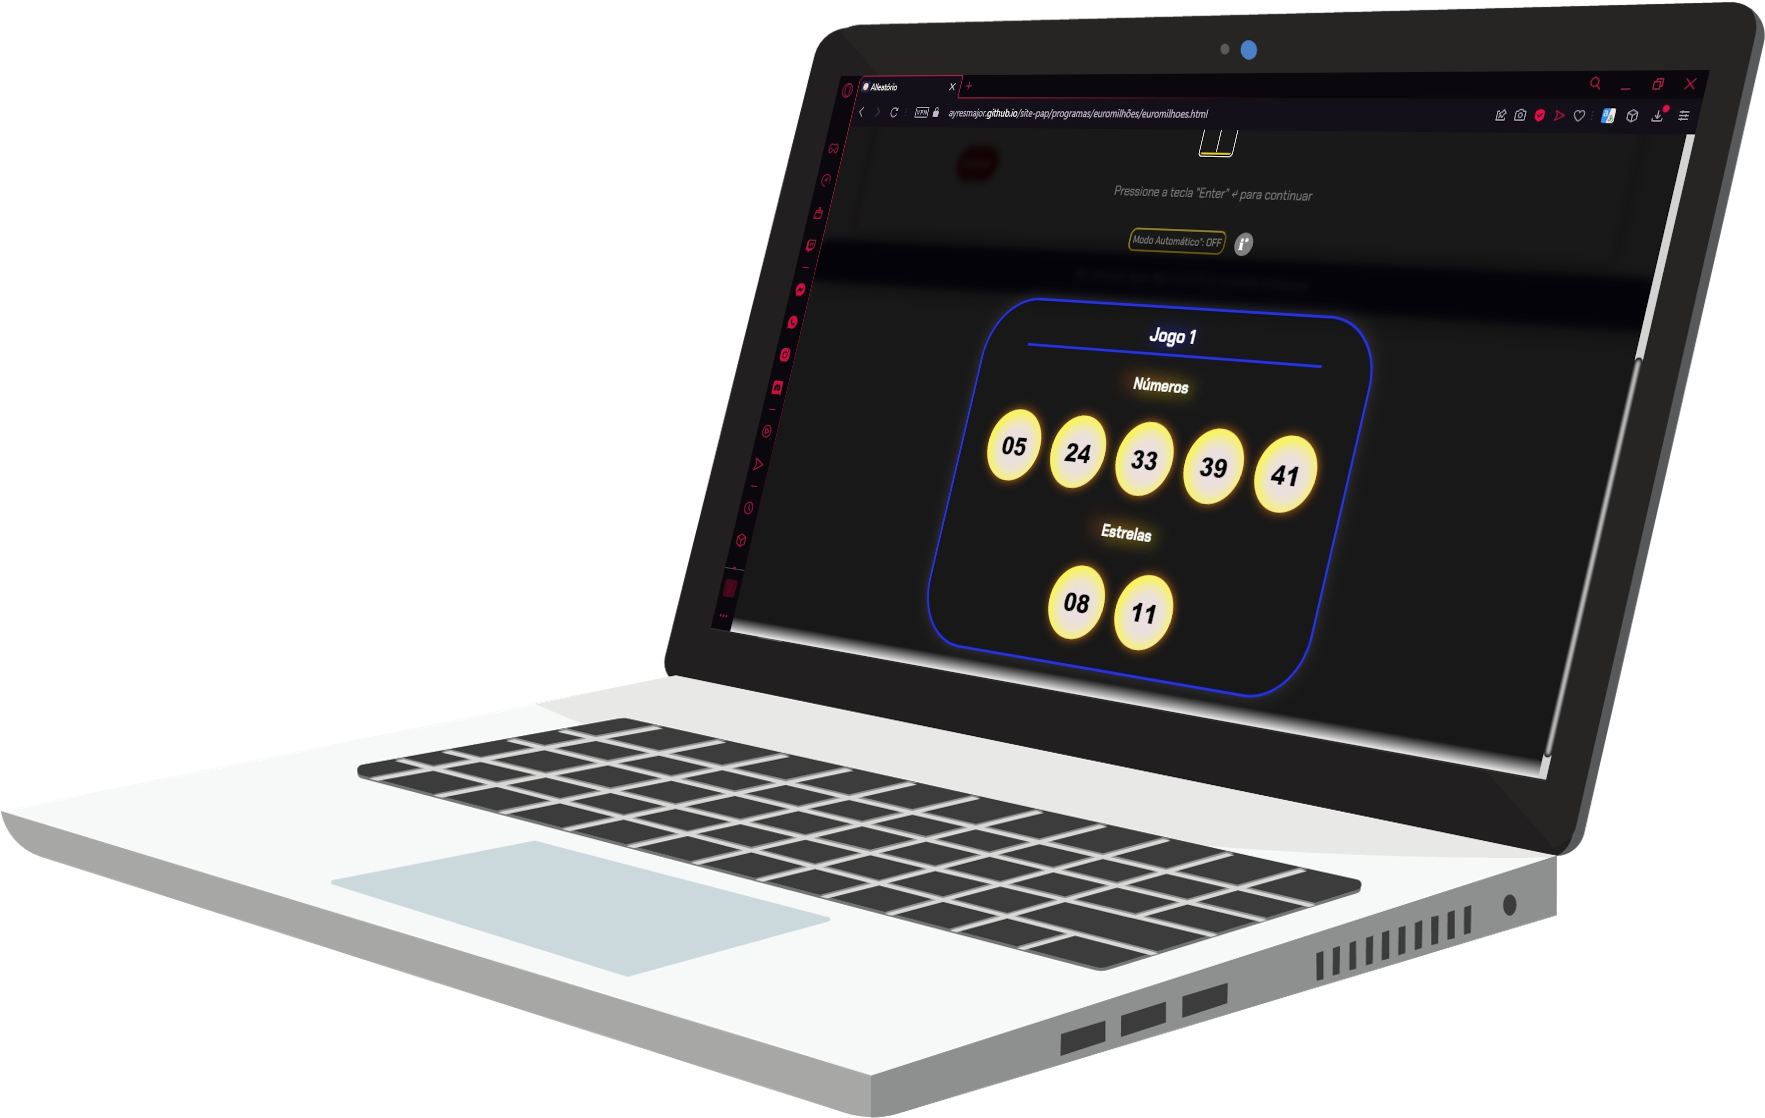 Alleatório
VPN ayresmajor.github.io/site-pap/programas/euromilhões/euromilhoes.html
Pressione a tecla "Enter" ↵ para continuar
Modo Automático*: OFF
i*
Jogo 1
Números
05 24 33 39 41
Estrelas
08 11